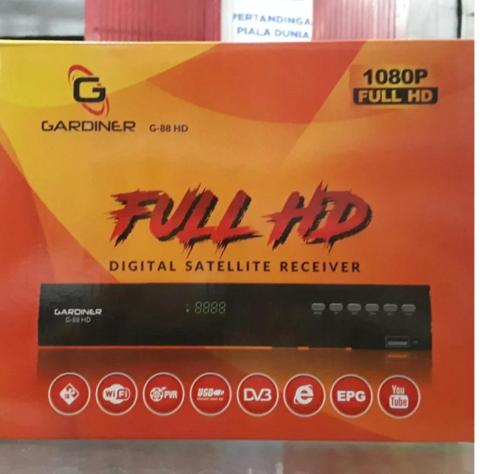 PERTANDINGA
PIALA DUNIA
G
GARDINER G-88 HD
1080P
FULL HD
FULL HD
DIGITAL SATELLITE RECEIVER
GARDINER
G-88 HD
8888
WiFi
PVR
USB
DVB
e
EPG
You
Tube